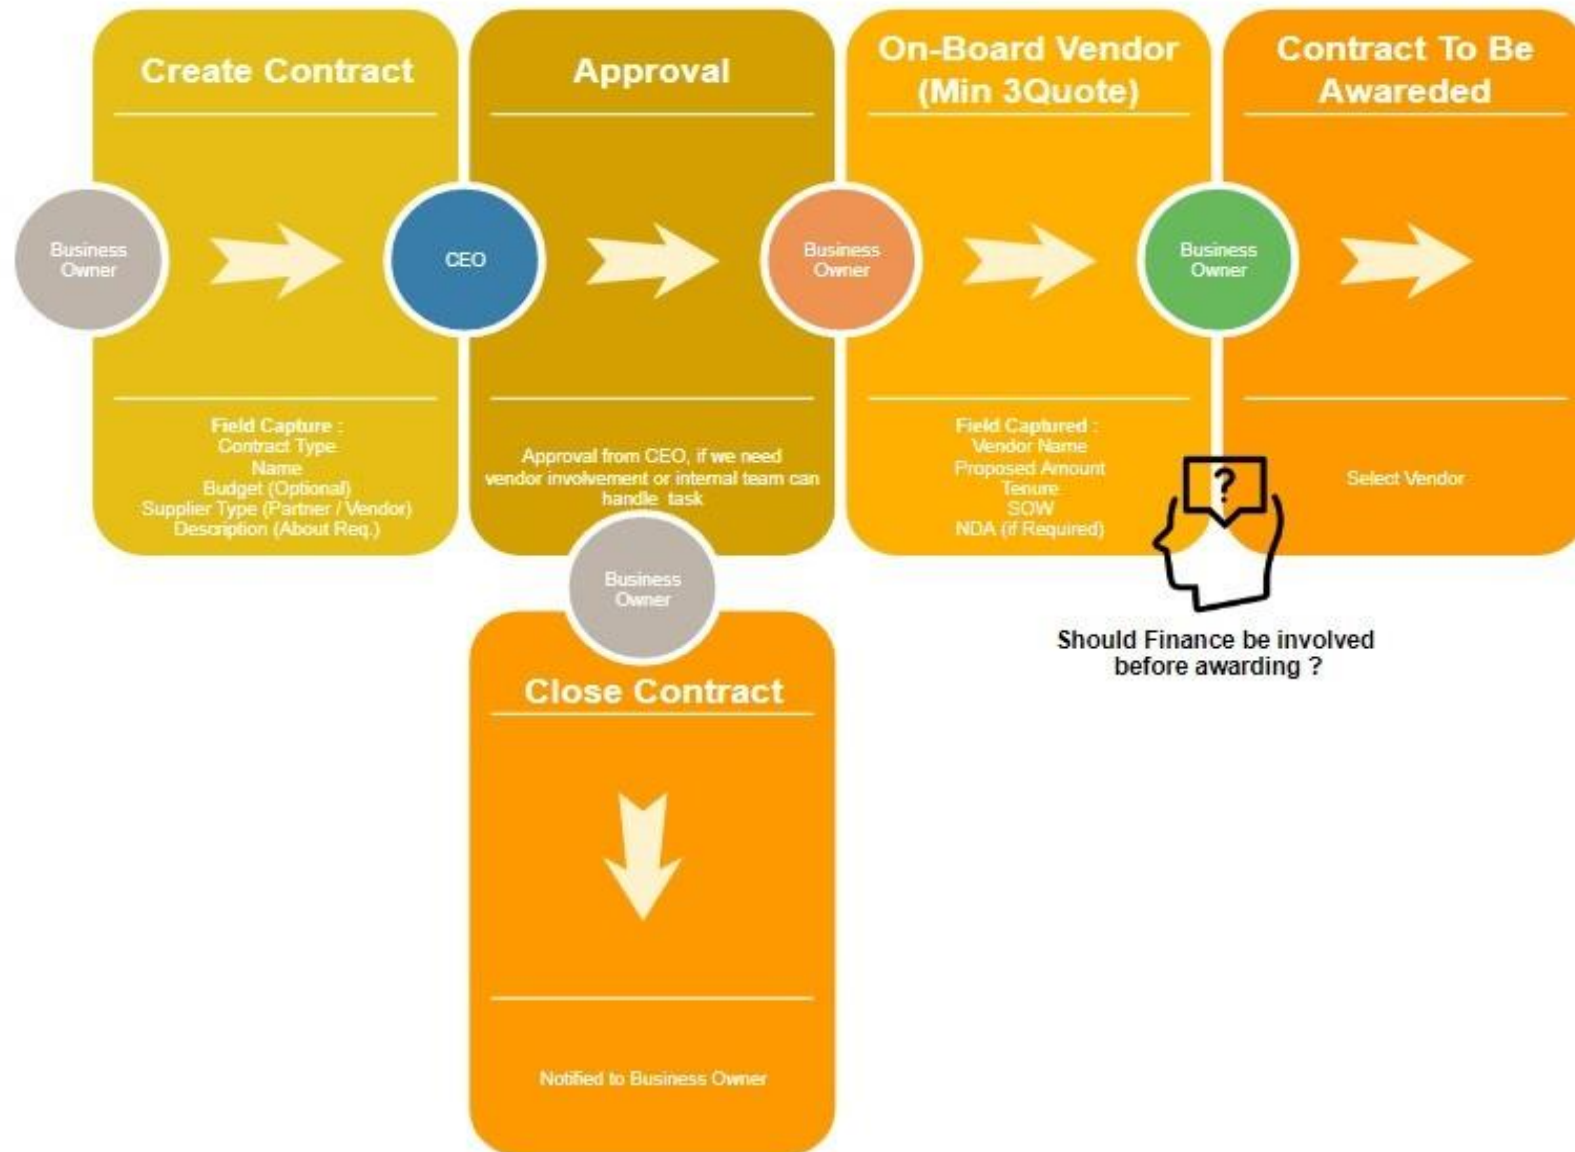 Create Contract
Approval
On-Board Vendor
(Min 3Quote)
Contract To Be
Awareded
Business
Owner
CEO
Business
Owner
Business
Owner
Field Capture :
Contract Type
Name
Budget (Optional)
Supplier Type (Partner / Vendor)
Description (About Req.)
Approval from CEO, if we need
vendor involvement or internal team can
handle task
Field Captured :
Vendor Name
Proposed Amount
Tenure
SOW
NDA (if Required)
?
Select Vendor
Business
Owner
Should Finance be involved
before awarding ?
Close Contract
Notified to Business Owner